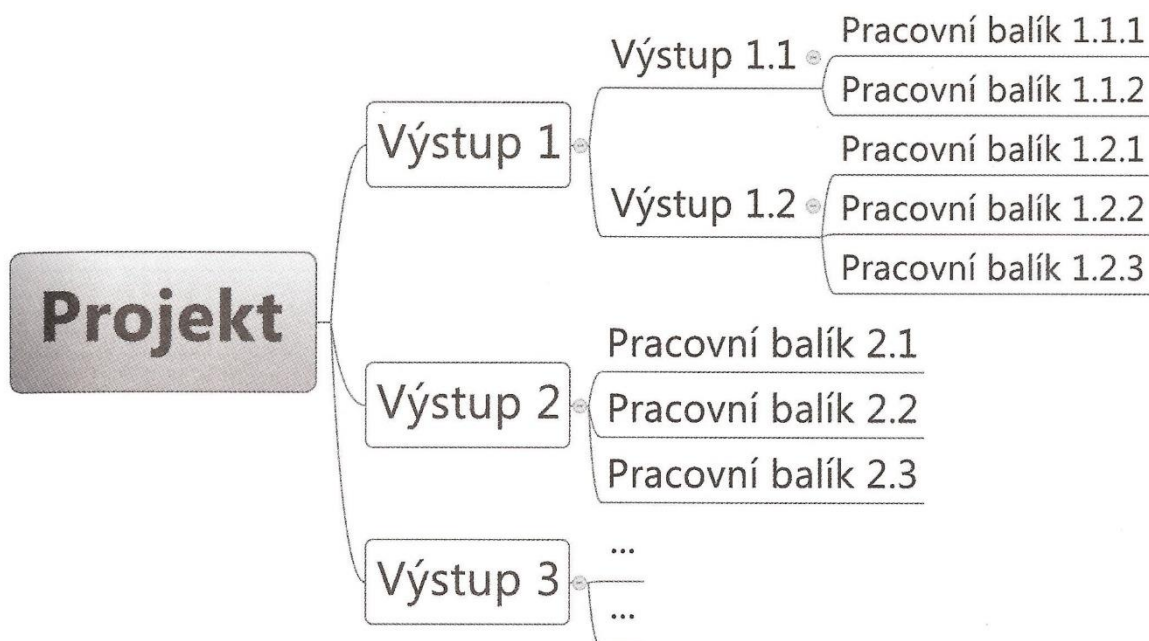 Projekt
Výstup 1
Výstup 1.1
Pracovní balík 1.1.1
Pracovní balík 1.1.2
Výstup 1.2
Pracovní balík 1.2.1
Pracovní balík 1.2.2
Pracovní balík 1.2.3
Výstup 2
Pracovní balík 2.1
Pracovní balík 2.2
Pracovní balík 2.3
Výstup 3
...
...